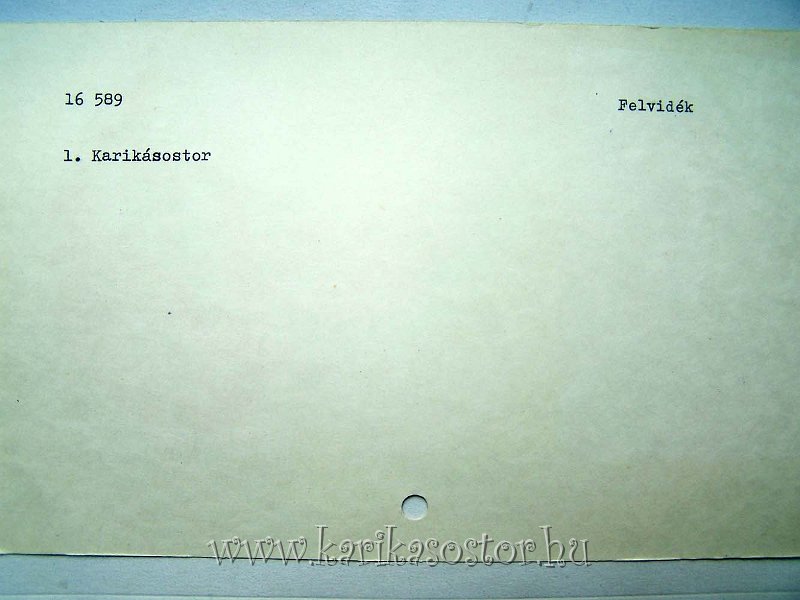 16 589
Felvidék
1. Karikásostor
www.karikasostor.hu